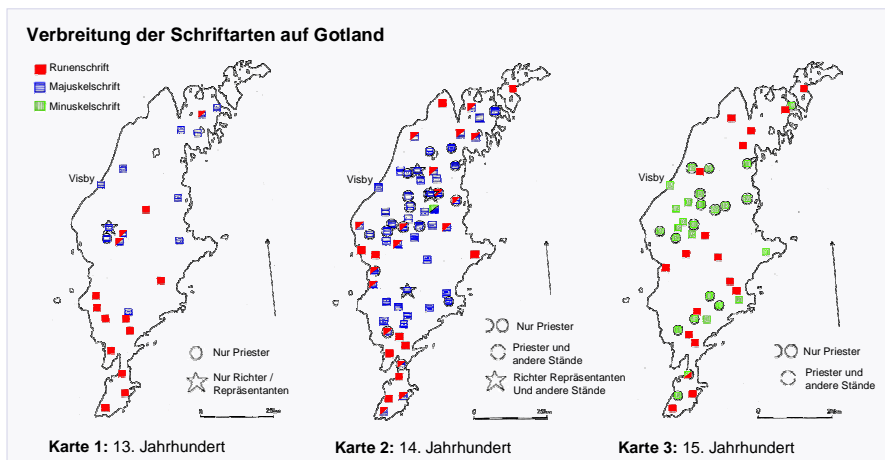 Verbreitung der Schriftarten auf Gotland
Runenschrift
Majuskelschrift
Minuskelschrift
Visby
Nur Priester
Nur Richter /
Repräsentanten
Karte 1: 13. Jahrhundert
Visby
Nur Priester
Priester und
andere Stände
Richter Repräsentanten
Und andere Stände
Karte 2: 14. Jahrhundert
Visby
Nur Priester
Priester und
andere Stände
Karte 3: 15. Jahrhundert